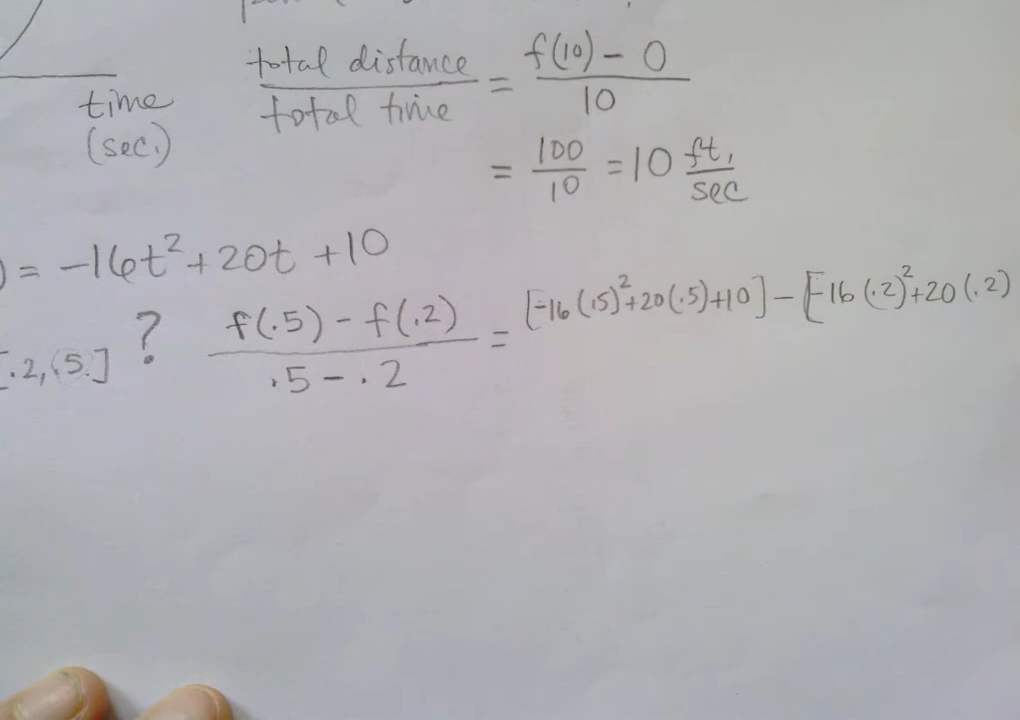 total distance / total time = f(10) - 0 / 10
time
(sec.)
= 100/10 = 10 ft. / sec
) = -16t² + 20t + 10
[.2, .5] ? f(.5) - f(.2) / .5 - .2 = [-16(.5)²+20(.5)+10] - [-16(.2)²+20(.2)